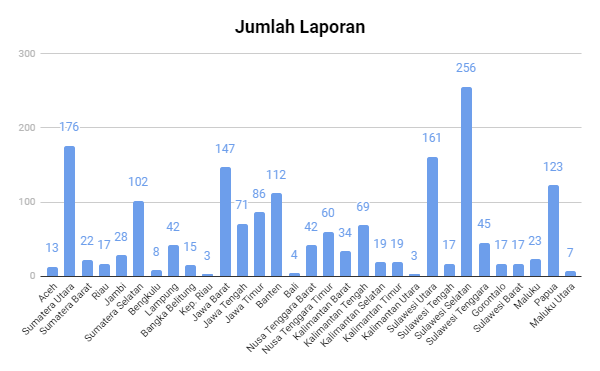 Jumlah Laporan
300
200
100
0
13
176
22
17
28
102
8
42
15
3
147
71
86
112
4
42
60
34
69
19
19
3
161
17
256
45
17
17
23
123
7
Aceh
Sumatera Utara
Sumatera Barat
Riau
Jambi
Sumatera Selatan
Bengkulu
Lampung
Bangka Belitung
Kep. Riau
Jawa Barat
Jawa Tengah
Jawa Timur
Banten
Bali
Nusa Tenggara Barat
Nusa Tenggara Timur
Kalimantan Barat
Kalimantan Tengah
Kalimantan Selatan
Kalimantan Timur
Kalimantan Utara
Sulawesi Utara
Sulawesi Tengah
Sulawesi Selatan
Sulawesi Tenggara
Gorontalo
Sulawesi Barat
Maluku
Papua
Maluku Utara